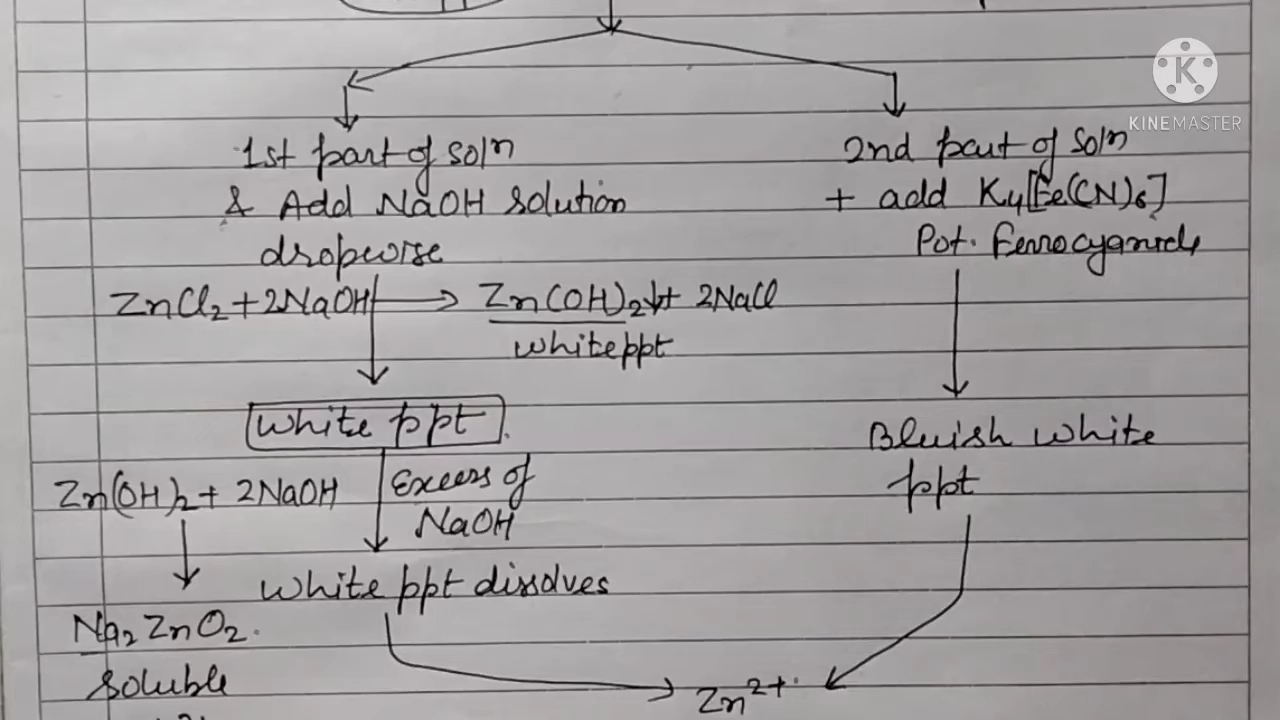 1st part of soln
& Add NaOH solution
dropwise
ZnCl₂ + 2NaOH → Zn(OH)₂↓ + 2NaCl
white ppt
White ppt.
Zn(OH)₂ + 2NaOH
Excess of
NaOH
White ppt dissolves
Na₂ZnO₂.
soluble
2nd part of soln
+ add K₄[Fe(CN)₆]
Pot. Ferrocyanide
Bluish white
ppt
Zn²⁺
K
KINEMASTER